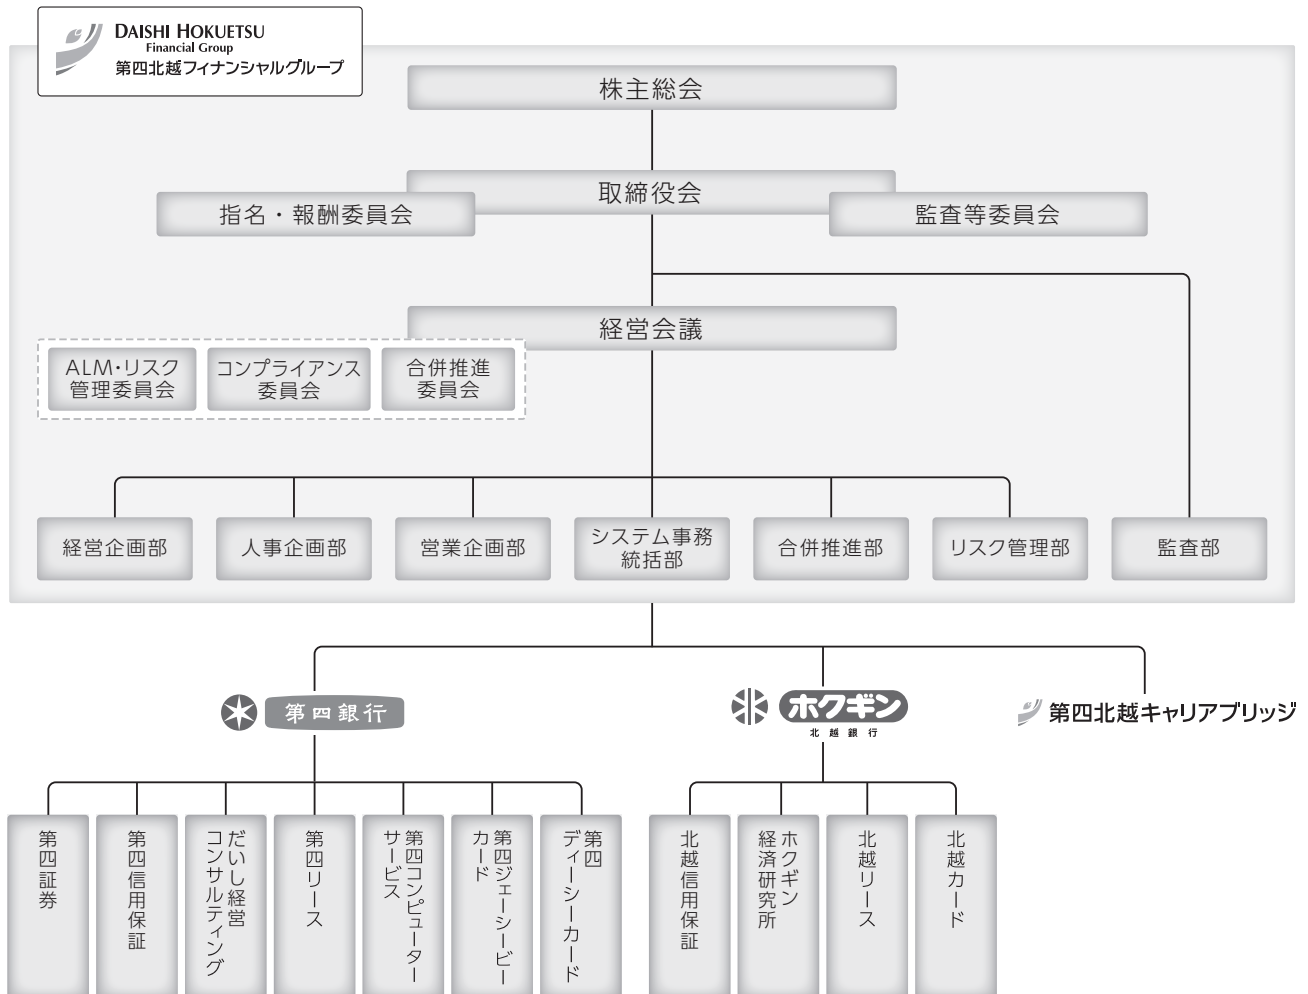 DAISHI HOKUETSU
Financial Group
第四北越フィナンシャルグループ
株主総会
取締役会
指名・報酬委員会
監査等委員会
経営会議
ALM・リスク
管理委員会
コンプライアンス
委員会
合併推進
委員会
経営企画部
人事企画部
営業企画部
システム事務
統括部
合併推進部
リスク管理部
監査部
第四銀行
ホクギン
北越銀行
第四北越キャリアブリッジ
第四証券
第四信用保証
だいし経営
コンサルティング
第四リース
第四コンピューター
サービス
第四ジェーシービー
カード
第四
ディーシーカード
北越信用保証
ホクギン
経済研究所
北越リース
北越カード